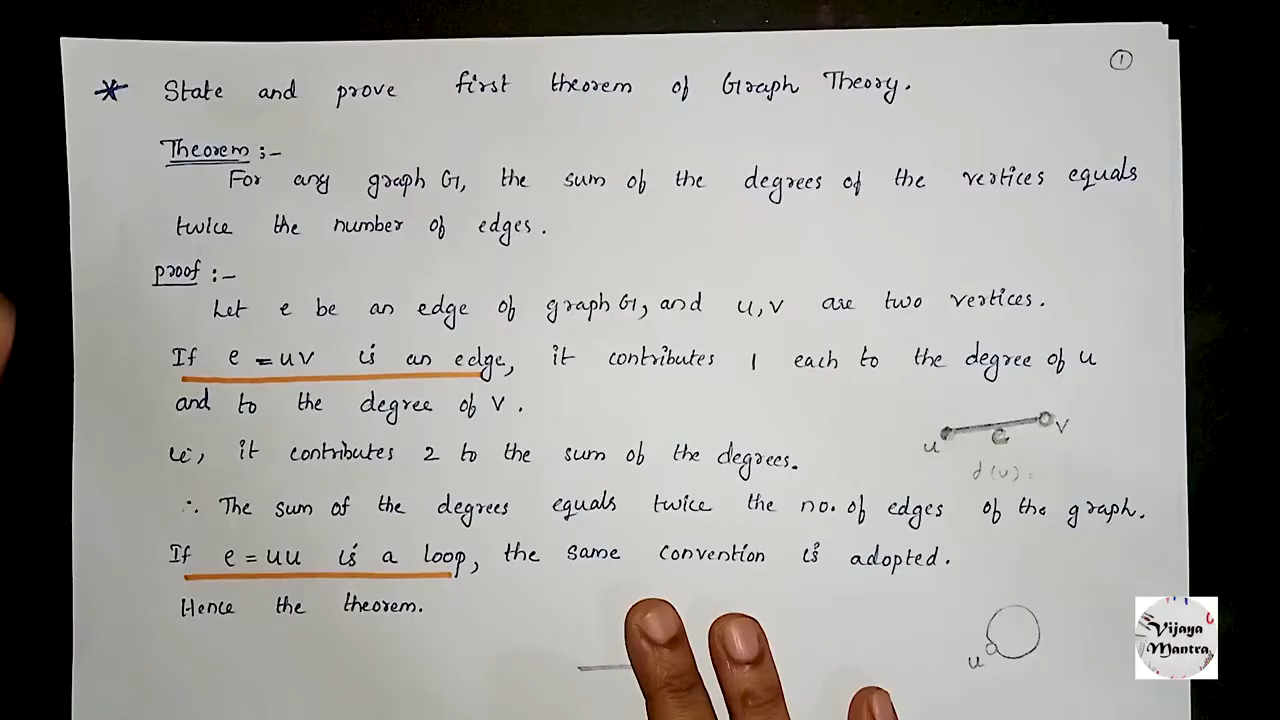 ①
* State and prove first theorem of Graph Theory.
Theorem :-
For any graph G, the sum of the degrees of the vertices equals
twice the number of edges.
proof :-
Let e be an edge of graph G, and u, v are two vertices.
If e = uv is an edge, it contributes 1 each to the degree of u
and to the degree of v.
ie, it contributes 2 to the sum of the degrees.
u e v
d(u) =
∴ The sum of the degrees equals twice the no. of edges of the graph.
If e = uu is a loop, the same convention is adopted.
Hence the theorem.
u
Vijaya
Mantra